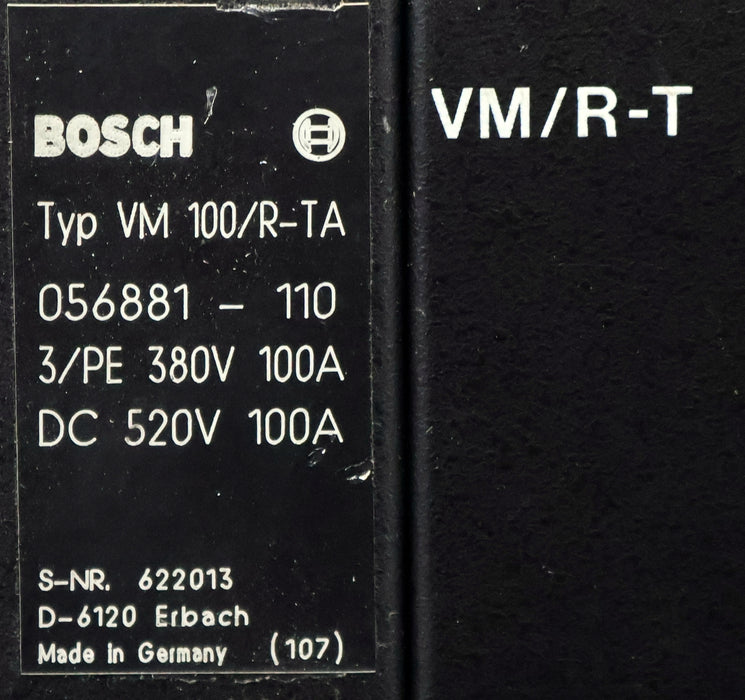 BOSCH
Typ VM 100/R-TA
056881 - 110
3/PE 380V 100A
DC 520V 100A
S-NR. 622013
D-6120 Erbach
Made in Germany (107)
VM/R-T